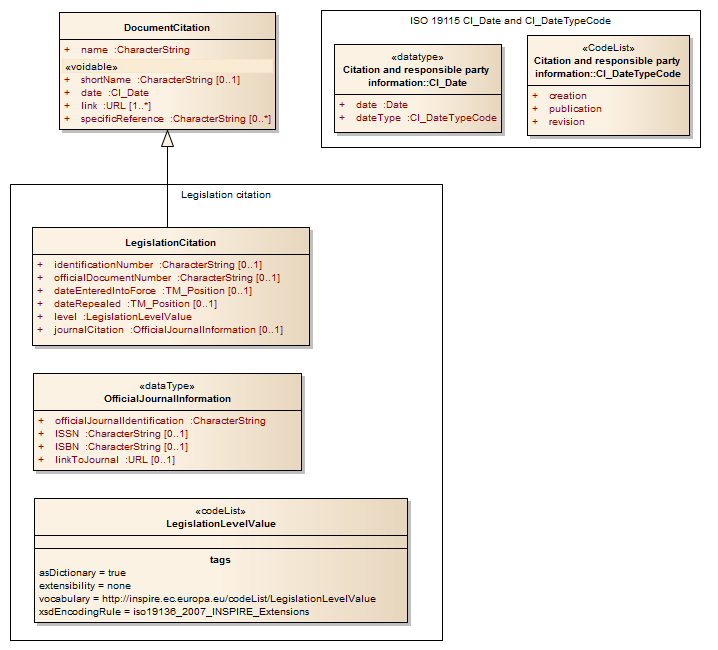 DocumentCitation
+ name :CharacterString
«voidable»
+ shortName :CharacterString [0..1]
+ date :CI_Date
+ link :URL [1..*]
+ specificReference :CharacterString [0..*]
ISO 19115 CI_Date and CI_DateTypeCode
«datatype»
Citation and responsible party
information::CI_Date
+ date :Date
+ dateType :CI_DateTypeCode
«CodeList»
Citation and responsible party
information::CI_DateTypeCode
+ creation
+ publication
+ revision
Legislation citation
LegislationCitation
+ identificationNumber :CharacterString [0..1]
+ officialDocumentNumber :CharacterString [0..1]
+ dateEnteredIntoForce :TM_Position [0..1]
+ dateRepealed :TM_Position [0..1]
+ level :LegislationLevelValue
+ journalCitation :OfficialJournalInformation [0..1]
«dataType»
OfficialJournalInformation
+ officialJournalIdentification :CharacterString
+ ISSN :CharacterString [0..1]
+ ISBN :CharacterString [0..1]
+ linkToJournal :URL [0..1]
«codeList»
LegislationLevelValue
tags
asDictionary = true
extensibility = none
vocabulary = http://inspire.ec.europa.eu/codeList/LegislationLevelValue
xsdEncodingRule = iso19136_2007_INSPIRE_Extensions